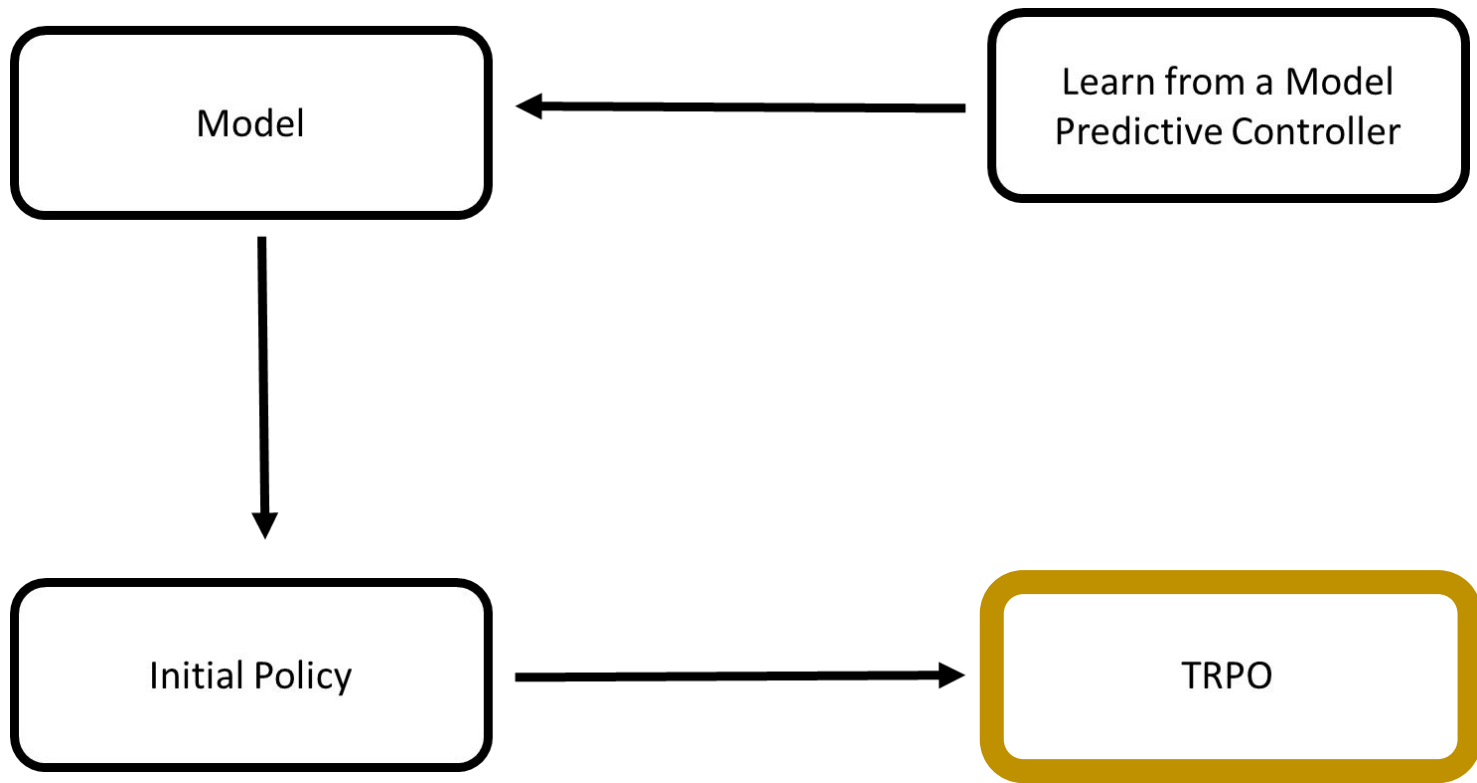 Model
Learn from a Model
Predictive Controller
Initial Policy
TRPO